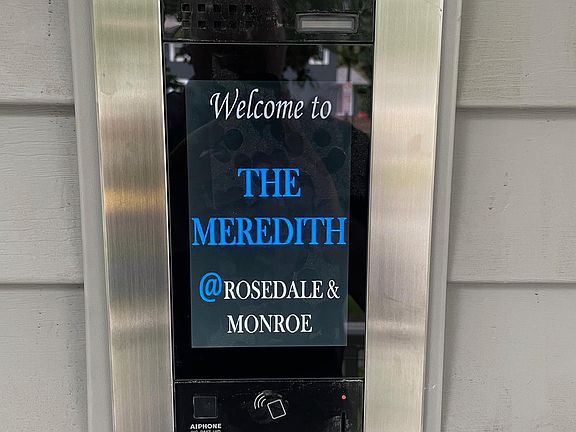 Welcome to
THE
MEREDITH
@ROSEDALE &
MONROE
AIPHONE